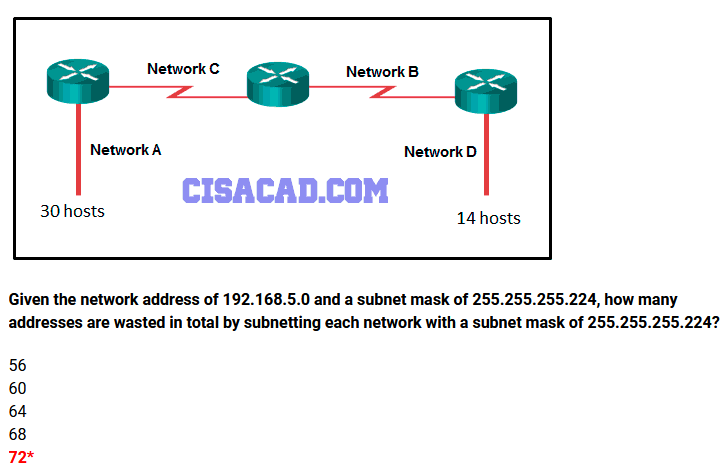 Network C
Network B
Network A
Network D
CISACAD.COM
30 hosts
14 hosts
Given the network address of 192.168.5.0 and a subnet mask of 255.255.255.224, how many
addresses are wasted in total by subnetting each network with a subnet mask of 255.255.255.224?
56
60
64
68
72*